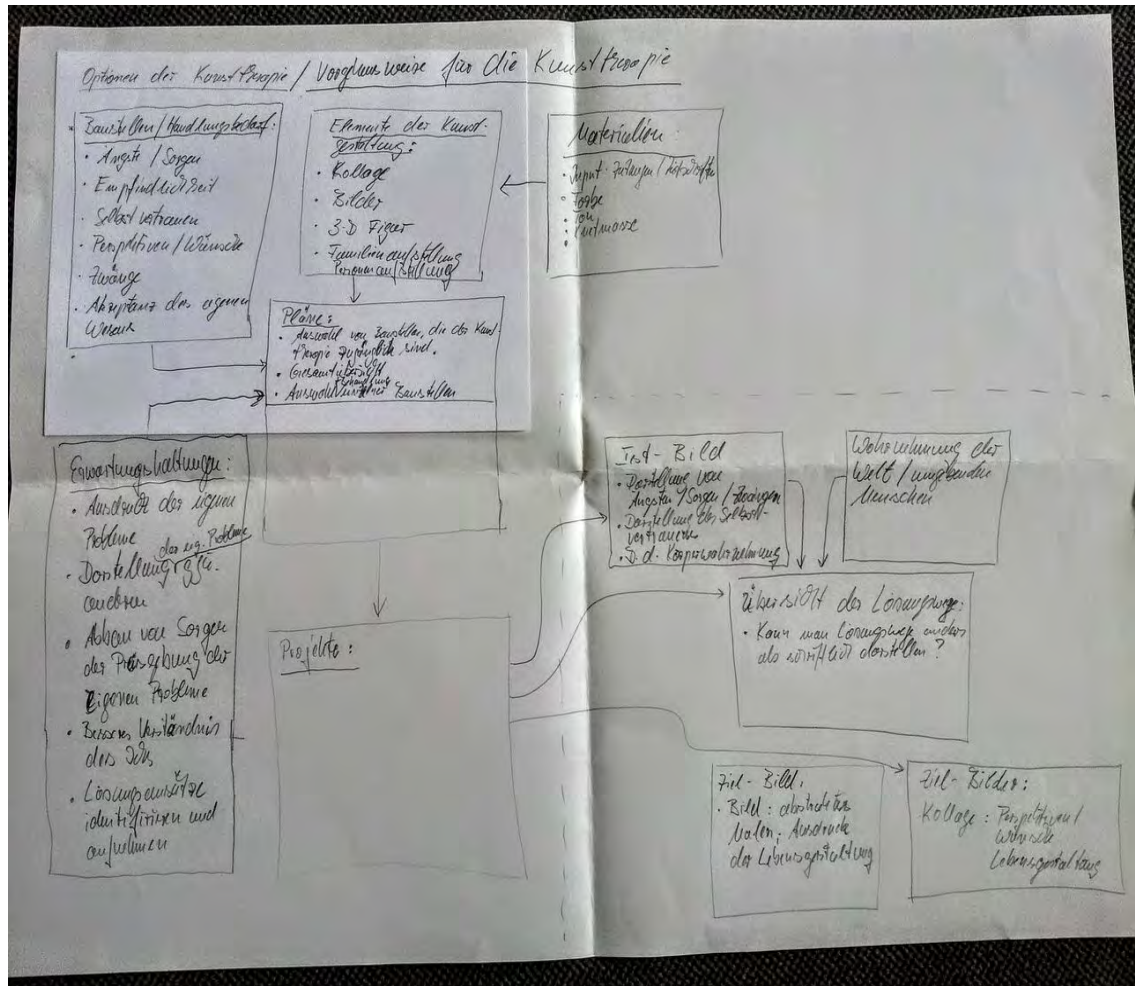 Optionen der Kunsttherapie / Vorgehensweise für die Kunsttherapie
Baustellen / Handlungsbedarf:
• Ängste / Sorgen
• Empfindlichkeit
• Selbstvertrauen
• Perspektiven / Wünsche
• Zwänge
• Akzeptanz des eigenen
Wesens
Elemente der Kunst-
gestaltung:
• Kollage
• Bilder
• 3-D Figur
• Familienaufstellung
Personenaufstellung
Materialien:
• Input: Zeitungen / Zeitschriften
• Farbe
• Ton
• Knetmasse
Pläne:
• Auswahl von Baustellen, die der Kunst-
therapie zugänglich sind.
• Gesamtübersicht
Behandlung
• Auswahl Baustellen
Erwartungshaltungen:
• Ausdruck der eigenen
Probleme
der eig. Probleme
• Darstellung ggü.
anderen
• Abbau von Sorgen
der Preisgebung der
eigenen Probleme
• Besseres Verständnis
des Ichs
• Lösungsansätze
identifizieren und
aufnehmen
Projekte:
Ist-Bild
• Darstellung von
Ängsten / Sorgen / Zwängen
• Darstellung des Selbst-
vertrauens
• D. d. Körperwahrnehmung
Wahrnehmung der
Welt / umgebenden
Menschen
Übersicht der Lösungswege:
• Kann man Lösungswege anders
als schriftlich darstellen?
Ziel-Bild:
• Bild: abstraktes
Malen; Ausdruck
der Lebensgestaltung
Ziel-Bilder:
Kollage: Perspektiven /
Wünsche
Lebensgestaltung